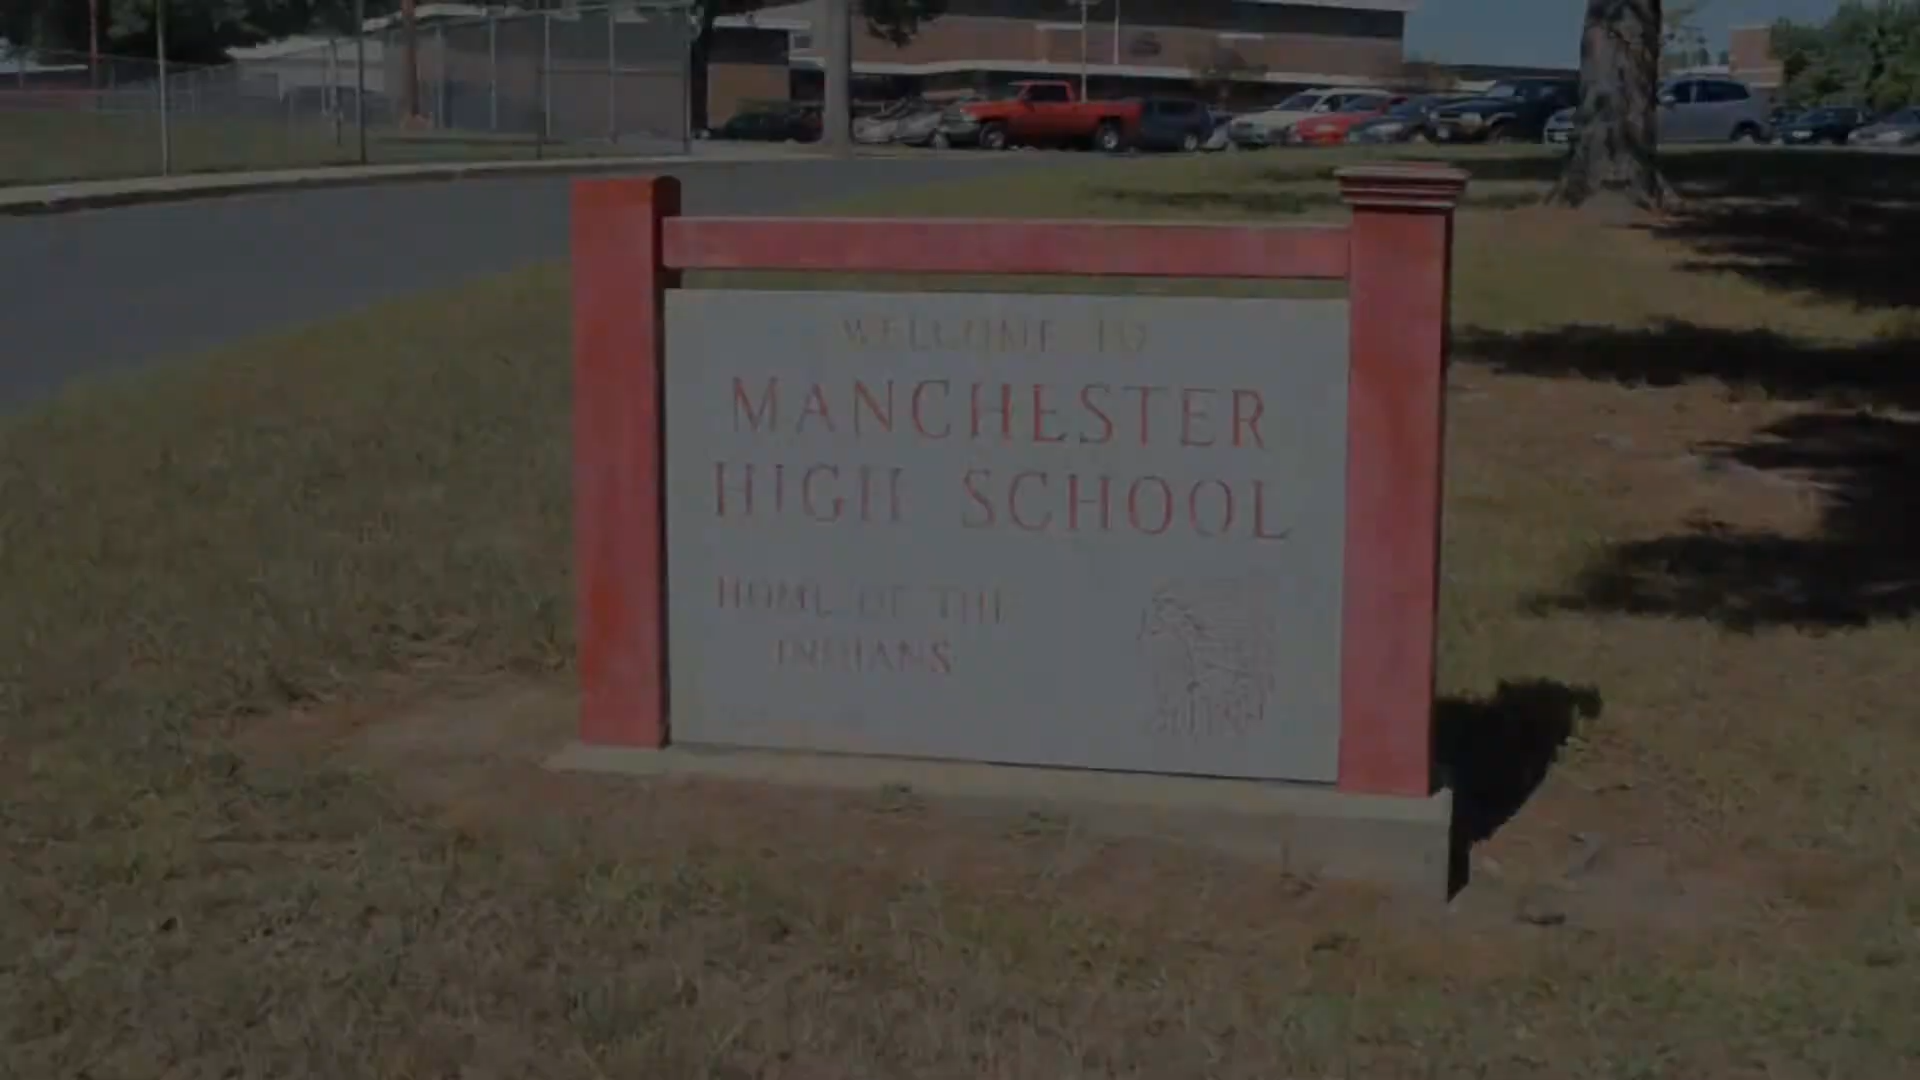 WELCOME TO
MANCHESTER
HIGH SCHOOL
HOME OF THE
INDIANS